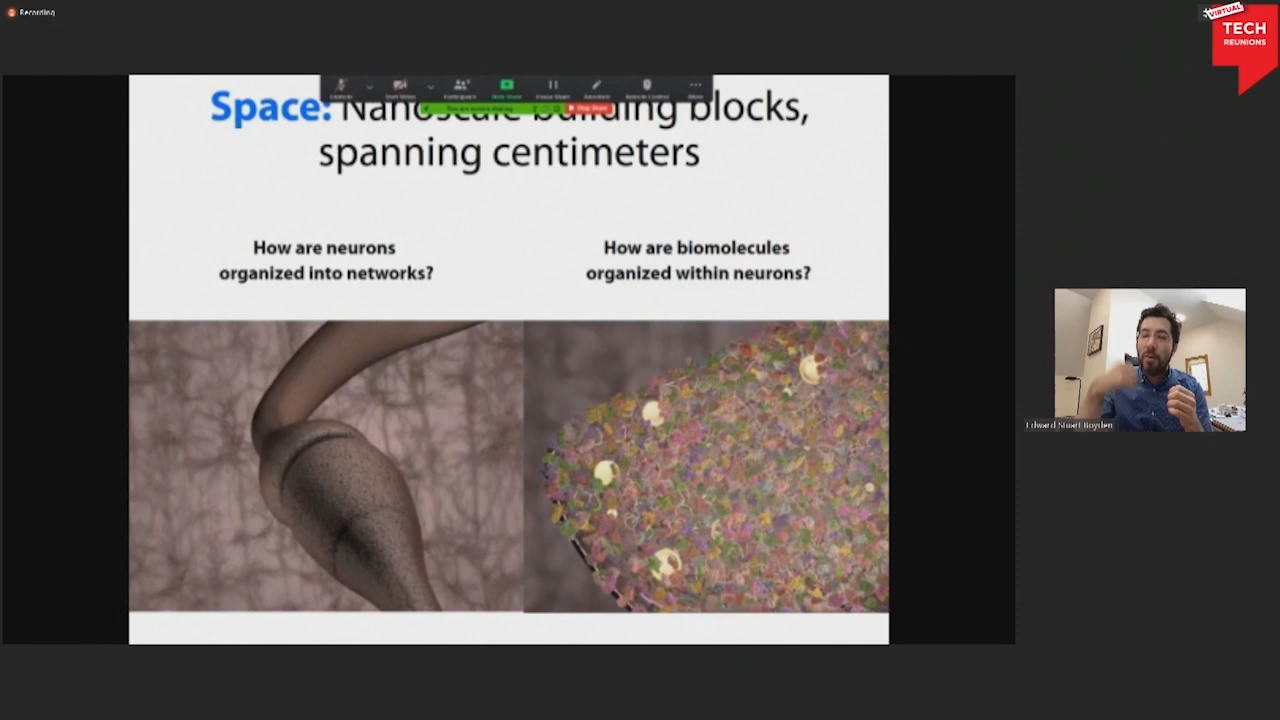 Recording
VIRTUAL
TECH
REUNIONS
Space: Nanoscale building blocks,
spanning centimeters
How are neurons
organized into networks?
How are biomolecules
organized within neurons?
Edward Stuart Boyden